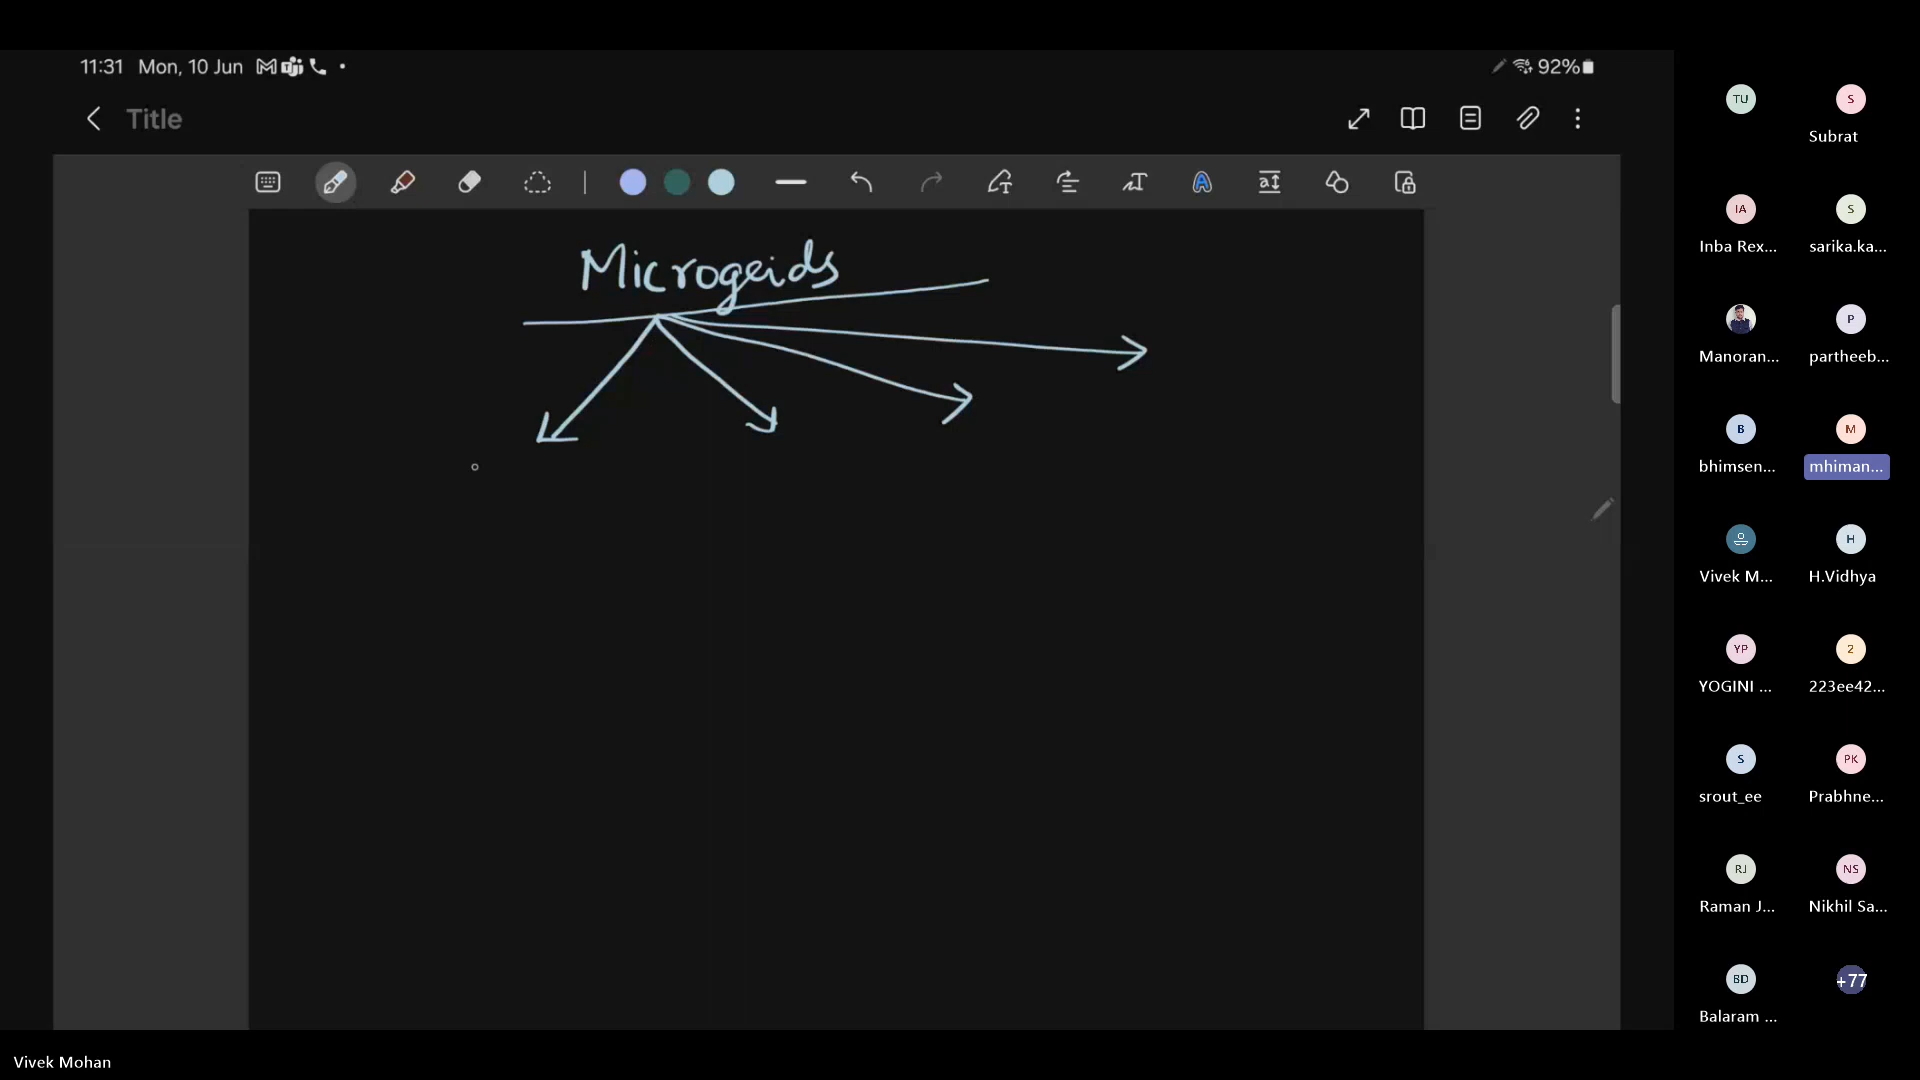 11:31 Mon, 10 Jun
92%
Title
Microgrids
TU
S
Subrat
IA
S
Inba Rex...
sarika.ka...
P
Manoran...
partheeb...
B
M
bhimsen...
mhiman...
H
Vivek M...
H.Vidhya
YP
2
YOGINI ...
223ee42...
S
PK
srout_ee
Prabhne...
RJ
NS
Raman J...
Nikhil Sa...
BD
+77
Balaram ...
Vivek Mohan